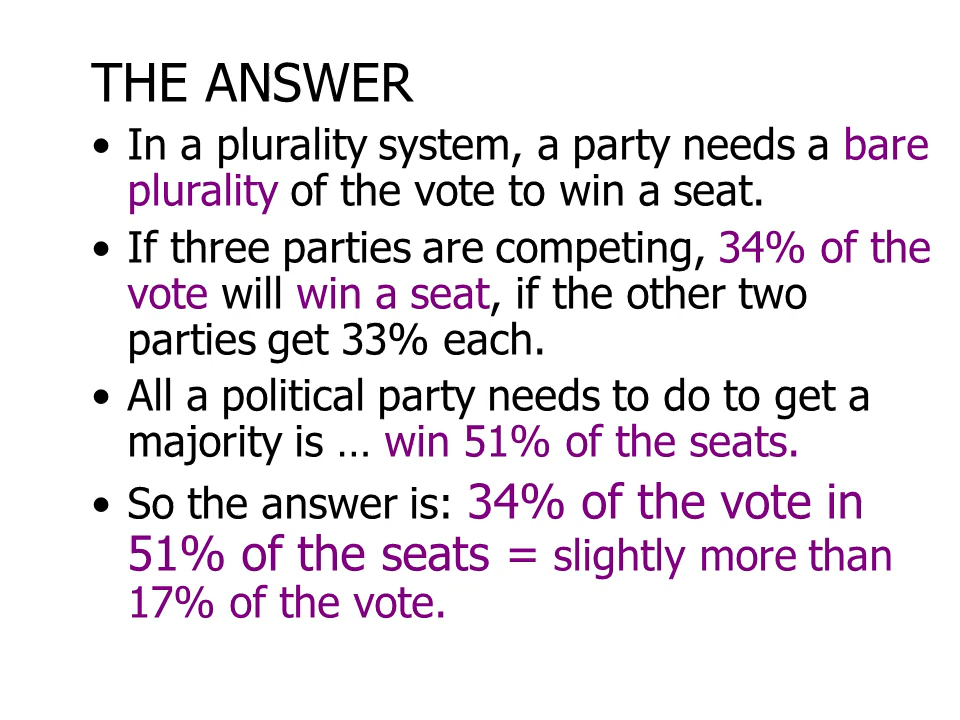 THE ANSWER
• In a plurality system, a party needs a bare
plurality of the vote to win a seat.
• If three parties are competing, 34% of the
vote will win a seat, if the other two
parties get 33% each.
• All a political party needs to do to get a
majority is … win 51% of the seats.
• So the answer is: 34% of the vote in
51% of the seats = slightly more than
17% of the vote.